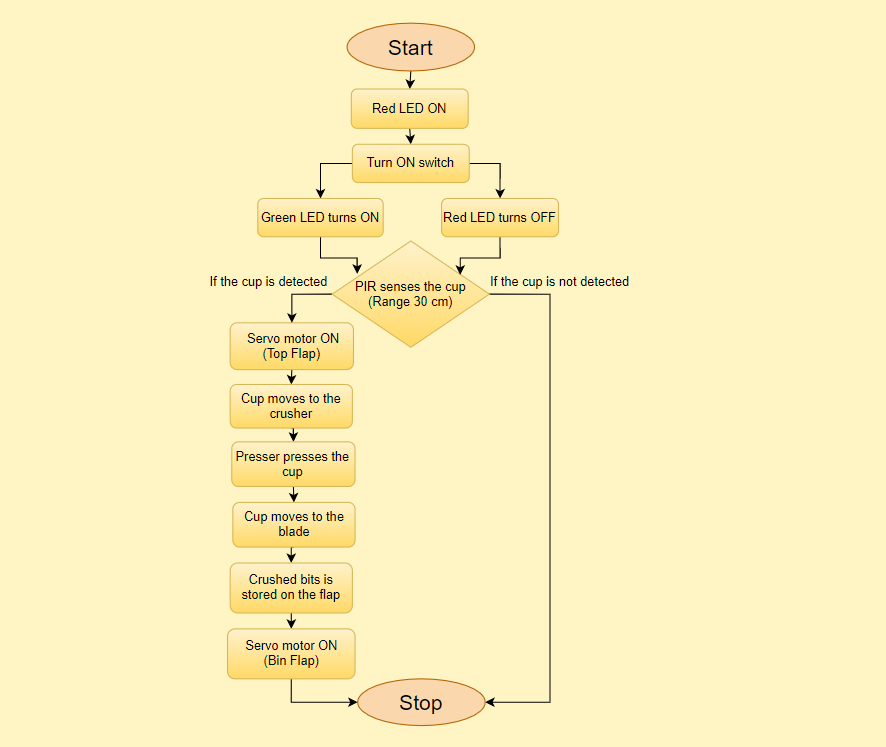 Start
Red LED ON
Turn ON switch
Green LED turns ON
Red LED turns OFF
If the cup is detected
PIR senses the cup
(Range 30 cm)
If the cup is not detected
Servo motor ON
(Top Flap)
Cup moves to the
crusher
Presser presses the
cup
Cup moves to the
blade
Crushed bits is
stored on the flap
Servo motor ON
(Bin Flap)
Stop